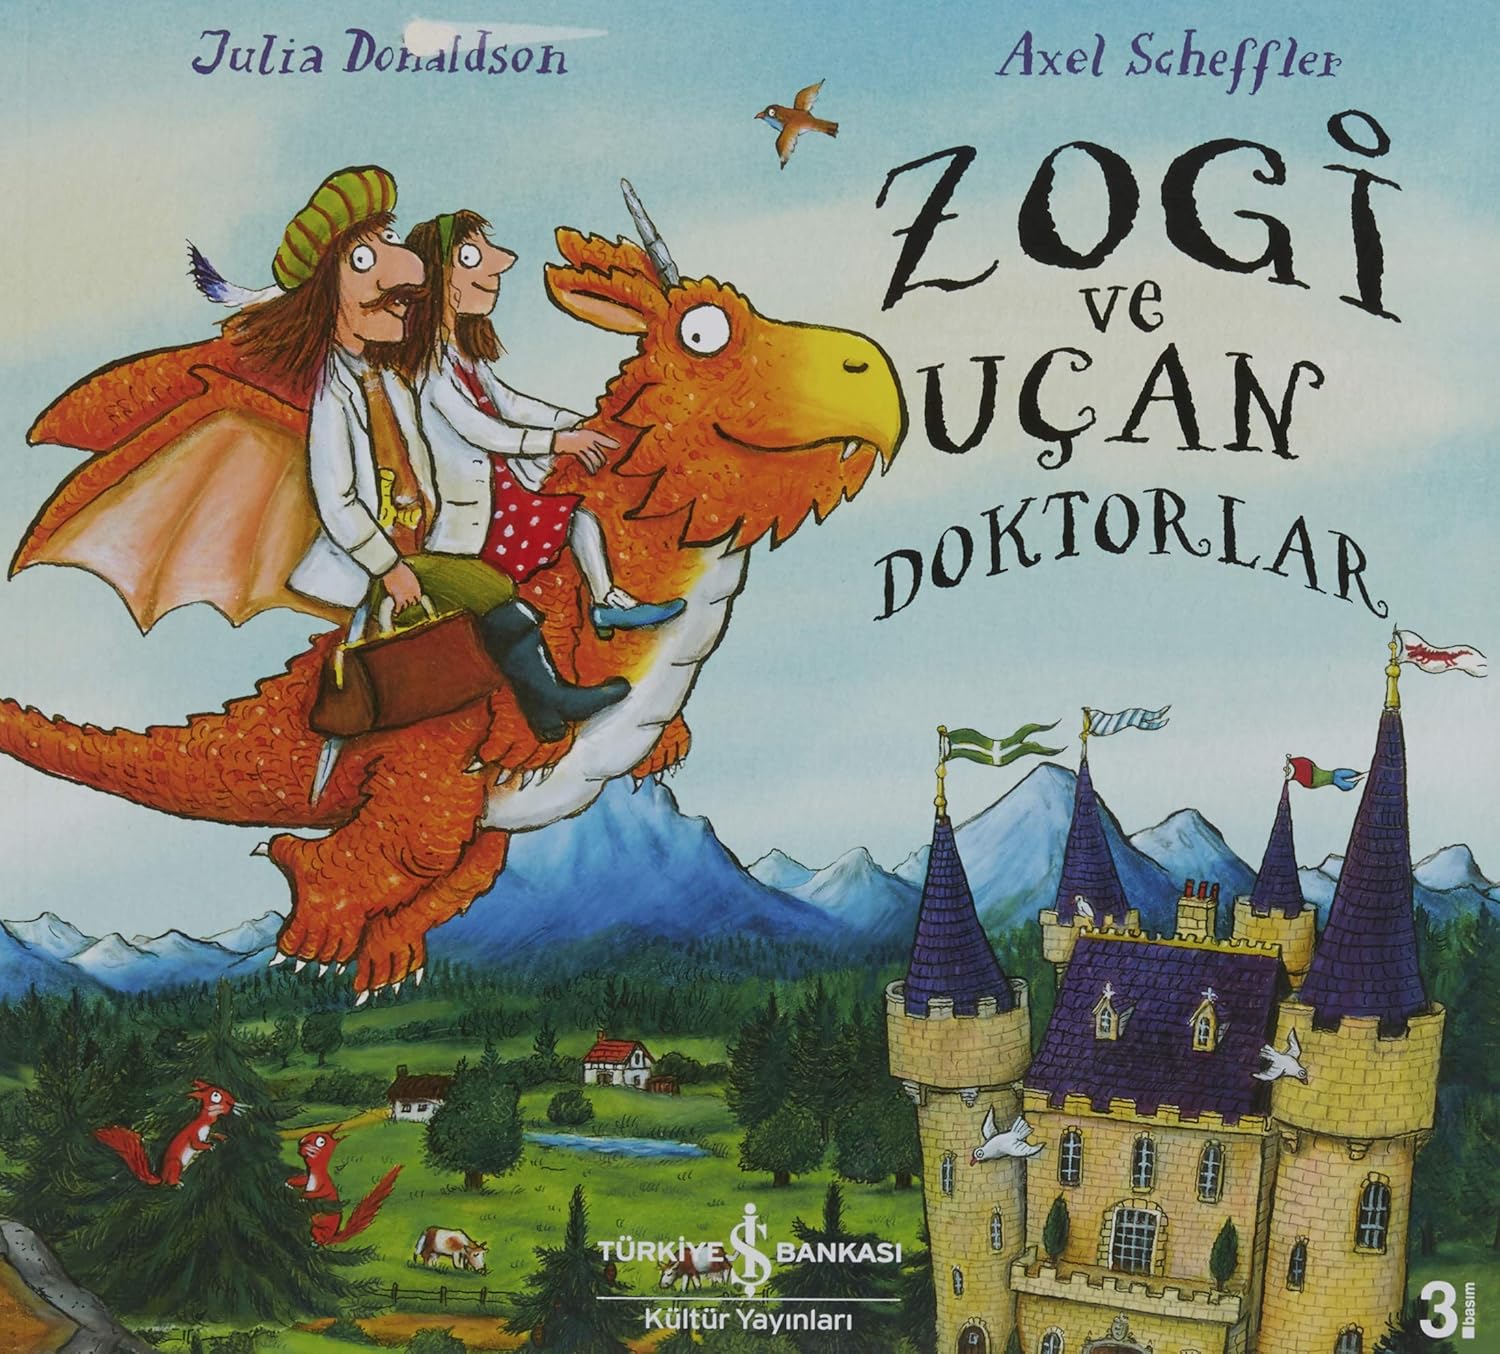 Julia Donaldson
Axel Scheffler
ZOGİ
ve
UÇAN
DOKTORLAR
TÜRKİYE İŞ BANKASI
Kültür Yayınları
3. basım